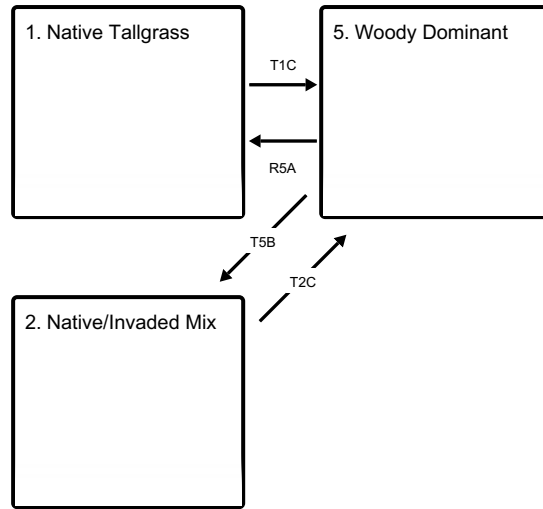 1. Native Tallgrass
5. Woody Dominant
T1C
R5A
T5B
T2C
2. Native/Invaded Mix